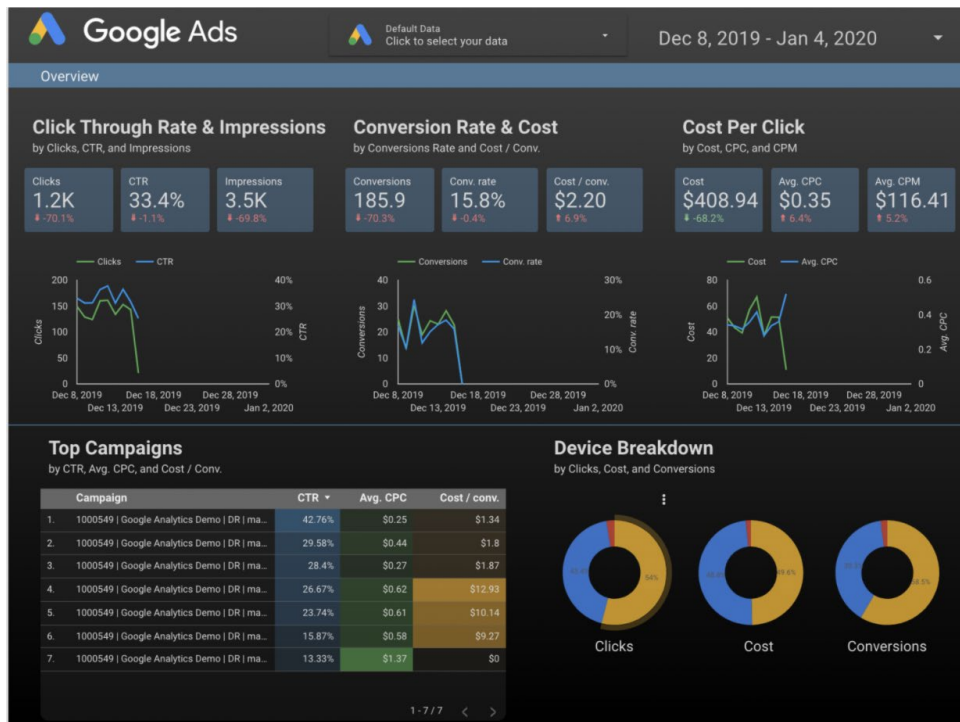 Google Ads
Default Data
Click to select your data
Dec 8, 2019 - Jan 4, 2020
Overview
Click Through Rate & Impressions
by Clicks, CTR, and Impressions
Clicks
1.2K
-70.1%
CTR
33.4%
-1.1%
Impressions
3.5K
-69.8%
Conversion Rate & Cost
by Conversions Rate and Cost / Conv.
Conversions
185.9
-70.3%
Conv. rate
15.8%
-0.4%
Cost / conv.
$2.20
6.9%
Cost Per Click
by Cost, CPC, and CPM
Cost
$408.94
-68.2%
Avg. CPC
$0.35
6.4%
Avg. CPM
$116.41
5.2%
Clicks CTR
200 40%
150 30%
100 20%
50 10%
0 0%
Clicks
CTR
Dec 8, 2019 Dec 18, 2019 Dec 28, 2019
Dec 13, 2019 Dec 23, 2019 Jan 2, 2020
Conversions Conv. rate
40 30%
30 20%
20 10%
10 0%
0
Conversions
Conv. rate
Dec 8, 2019 Dec 18, 2019 Dec 28, 2019
Dec 13, 2019 Dec 23, 2019 Jan 2, 2020
Cost Avg. CPC
80 0.6
60 0.4
40 0.2
20 0
0
Cost
Avg. CPC
Dec 8, 2019 Dec 18, 2019 Dec 28, 2019
Dec 13, 2019 Dec 23, 2019 Jan 2, 2020
Top Campaigns
by CTR, Avg. CPC, and Cost / Conv.
Campaign CTR Avg. CPC Cost / conv.
1. 1000549 | Google Analytics Demo | DR | ma... 42.76% $0.25 $1.34
2. 1000549 | Google Analytics Demo | DR | ma... 29.58% $0.44 $1.8
3. 1000549 | Google Analytics Demo | DR | ma... 28.4% $0.27 $1.87
4. 1000549 | Google Analytics Demo | DR | ma... 26.67% $0.62 $12.93
5. 1000549 | Google Analytics Demo | DR | ma... 23.74% $0.61 $10.14
6. 1000549 | Google Analytics Demo | DR | ma... 15.87% $0.58 $9.27
7. 1000549 | Google Analytics Demo | DR | ma... 13.33% $1.37 $0
1 - 7 / 7
Device Breakdown
by Clicks, Cost, and Conversions
54%
Clicks
49.6%
Cost
58.5%
Conversions